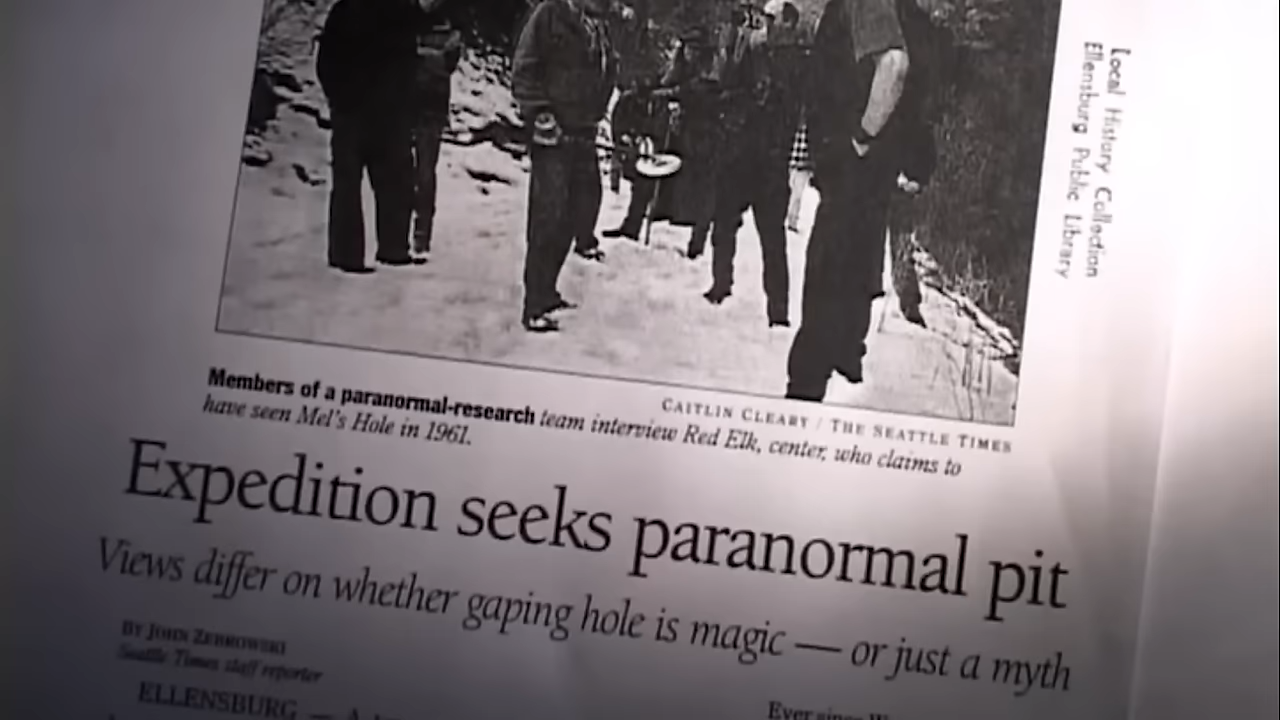 Local History Collection
Ellensburg Public Library
CAITLIN CLEARY / THE SEATTLE TIMES
Members of a paranormal-research team interview Red Elk, center, who claims to
have seen Mel's Hole in 1961.
Expedition seeks paranormal pit
Views differ on whether gaping hole is magic — or just a myth
BY JOHN ZEBROWSKI
Seattle Times staff reporter
ELLENSBURG —
Ever since